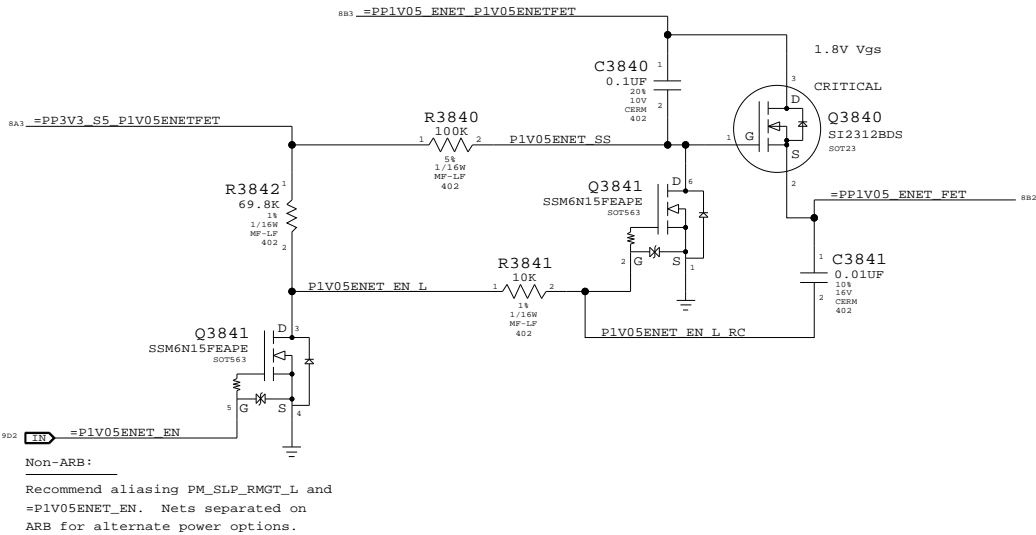 8B3 =PP1V05_ENET_P1V05ENETFET
1.8V Vgs
CRITICAL
C3840
0.1UF
20%
10V
CERM
402
1
2
3
D
G
S
1
2
Q3840
SI2312BDS
SOT23
8A3 =PP3V3_S5_P1V05ENETFET
R3840
100K
1 2
5%
1/16W
MF-LF
402
P1V05ENET_SS
R3842
69.8K
1%
1/16W
MF-LF
402
1
2
Q3841
SSM6N15FEAPE
SOT563
D 6
2 G S 1
=PP1V05_ENET_FET 8B2
C3841
0.01UF
10%
16V
CERM
402
1
2
P1V05ENET_EN_L
R3841
10K
1 2
1%
1/16W
MF-LF
402
P1V05ENET_EN_L_RC
Q3841
SSM6N15FEAPE
SOT563
D 3
5 G S 4
9D2 IN =P1V05ENET_EN
Non-ARB:
Recommend aliasing PM_SLP_RMGT_L and
=P1V05ENET_EN.  Nets separated on
ARB for alternate power options.